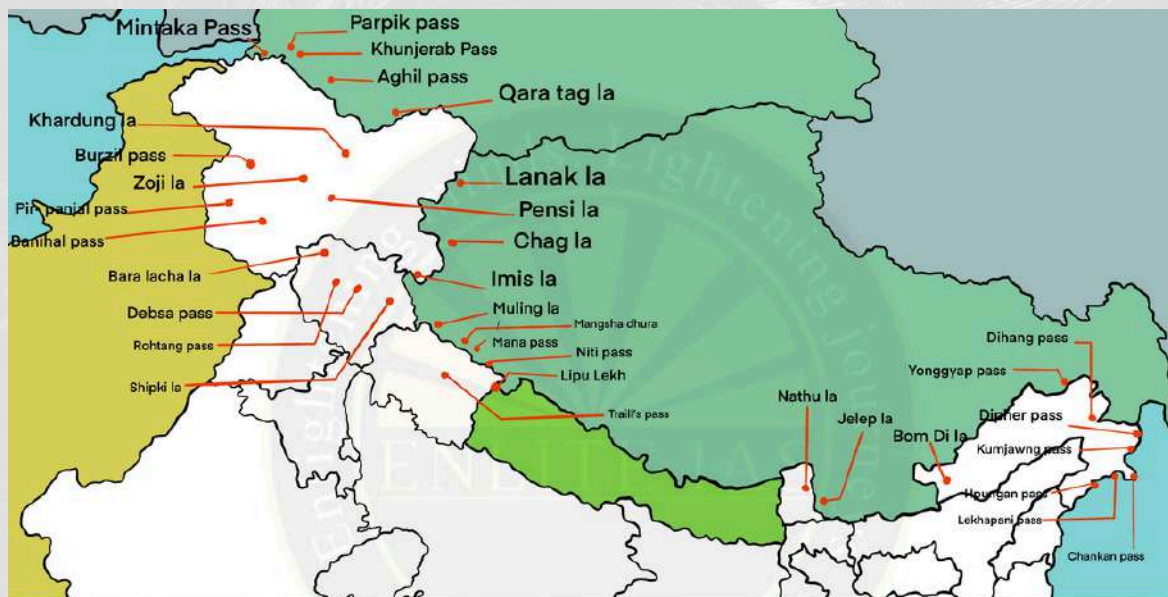 Mintaka Pass
Parpik pass
Khunjerab Pass
Aghil pass
Qara tag la
Khardung la
Burzil pass
Zoji la
Pir- panjal pass
Banihal pass
Lanak la
Pensi la
Chag la
Bara lacha la
Imis la
Debsa pass
Muling la
Mangsha dhura
Rohtang pass
Mana pass
Niti pass
Shipki la
Lipu Lekh
Traill's pass
Nathu la
Jelep la
Bom Di la
Dihang pass
Yonggyap pass
Dipher pass
Kumjawng pass
Hpungan pass
Lekhapani pass
Chankan pass
ENLITE IAS